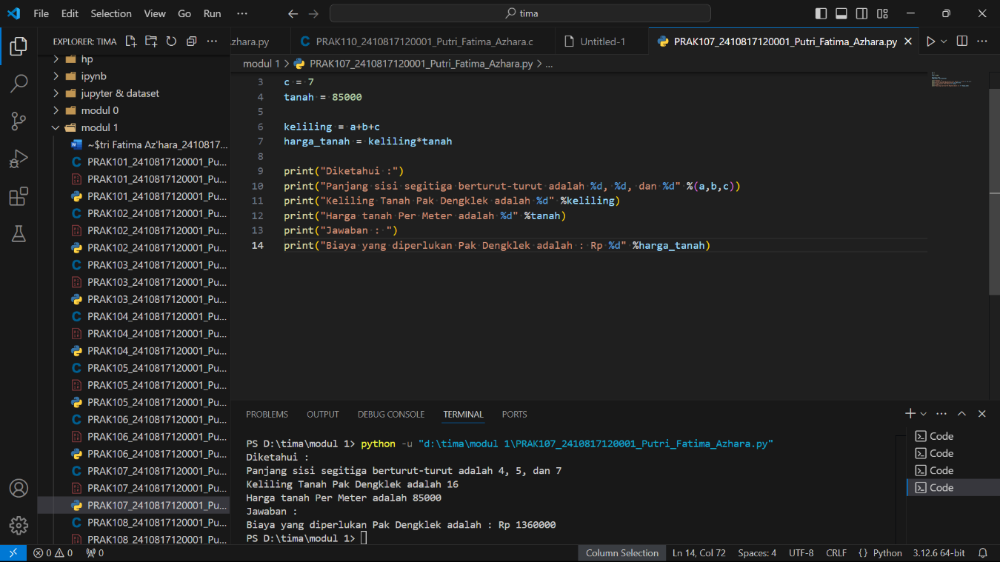 File Edit Selection View Go Run ··· tima
EXPLORER: TIMA ···
zhara.py PRAK110_2410817120001_Putri_Fatima_Azhara.c Untitled-1 PRAK107_2410817120001_Putri_Fatima_Azhara.py ···
modul 1 > PRAK107_2410817120001_Putri_Fatima_Azhara.py > ...
hp
ipynb
jupyter & dataset
modul 0
modul 1
~$tri Fatima Az'hara_2410817...
C PRAK101_2410817120001_Pu...
PRAK101_2410817120001_Pu...
PRAK101_2410817120001_Pu...
C PRAK102_2410817120001_Pu...
PRAK102_2410817120001_Pu...
PRAK102_2410817120001_Pu...
C PRAK103_2410817120001_Pu...
PRAK103_2410817120001_Pu...
PRAK103_2410817120001_Pu...
C PRAK104_2410817120001_Pu...
PRAK104_2410817120001_Pu...
PRAK104_2410817120001_Pu...
C PRAK105_2410817120001_Pu...
PRAK105_2410817120001_Pu...
PRAK105_2410817120001_Pu...
C PRAK106_2410817120001_Pu...
PRAK106_2410817120001_Pu...
PRAK106_2410817120001_Pu...
C PRAK107_2410817120001_Pu...
PRAK107_2410817120001_Pu...
PRAK107_2410817120001_Pu...
C PRAK108_2410817120001_Pu...
PRAK108_2410817120001_Pu...
3 c = 7
4 tanah = 85000
5
6 keliling = a+b+c
7 harga_tanah = keliling*tanah
8
9 print("Diketahui :")
10 print("Panjang sisi segitiga berturut-turut adalah %d, %d, dan %d" %(a,b,c))
11 print("Keliling Tanah Pak Dengklek adalah %d" %keliling)
12 print("Harga tanah Per Meter adalah %d" %tanah)
13 print("Jawaban : ")
14 print("Biaya yang diperlukan Pak Dengklek adalah : Rp %d" %harga_tanah)
PROBLEMS OUTPUT DEBUG CONSOLE TERMINAL PORTS
PS D:\tima\modul 1> python -u "d:\tima\modul 1\PRAK107_2410817120001_Putri_Fatima_Azhara.py"
Diketahui :
Panjang sisi segitiga berturut-turut adalah 4, 5, dan 7
Keliling Tanah Pak Dengklek adalah 16
Harga tanah Per Meter adalah 85000
Jawaban :
Biaya yang diperlukan Pak Dengklek adalah : Rp 1360000
PS D:\tima\modul 1>
Code
Code
Code
Code
0 0 0 Column Selection Ln 14, Col 72 Spaces: 4 UTF-8 CRLF {} Python 3.12.6 64-bit